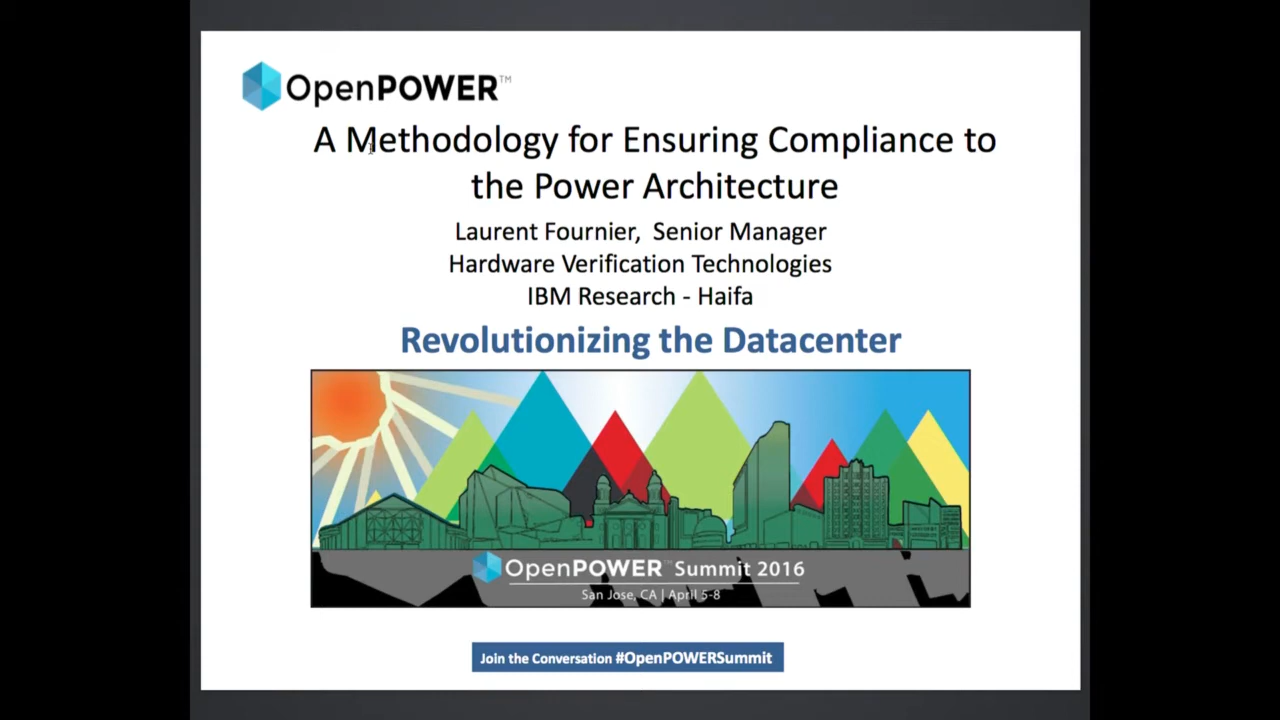 OpenPOWER™
A Methodology for Ensuring Compliance to
the Power Architecture
Laurent Fournier, Senior Manager
Hardware Verification Technologies
IBM Research - Haifa
Revolutionizing the Datacenter
OpenPOWER™ Summit 2016
San Jose, CA | April 5-8
Join the Conversation #OpenPOWERSummit